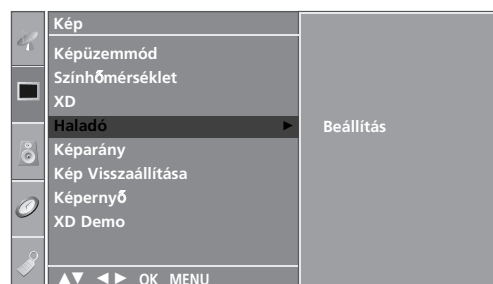 Kép
Képüzemmód
Színhőmérséklet
XD
Haladó ► Beállítás
Képarány
Kép Visszaállítása
Képernyő
XD Demo
▲▼ ◄► OK MENU